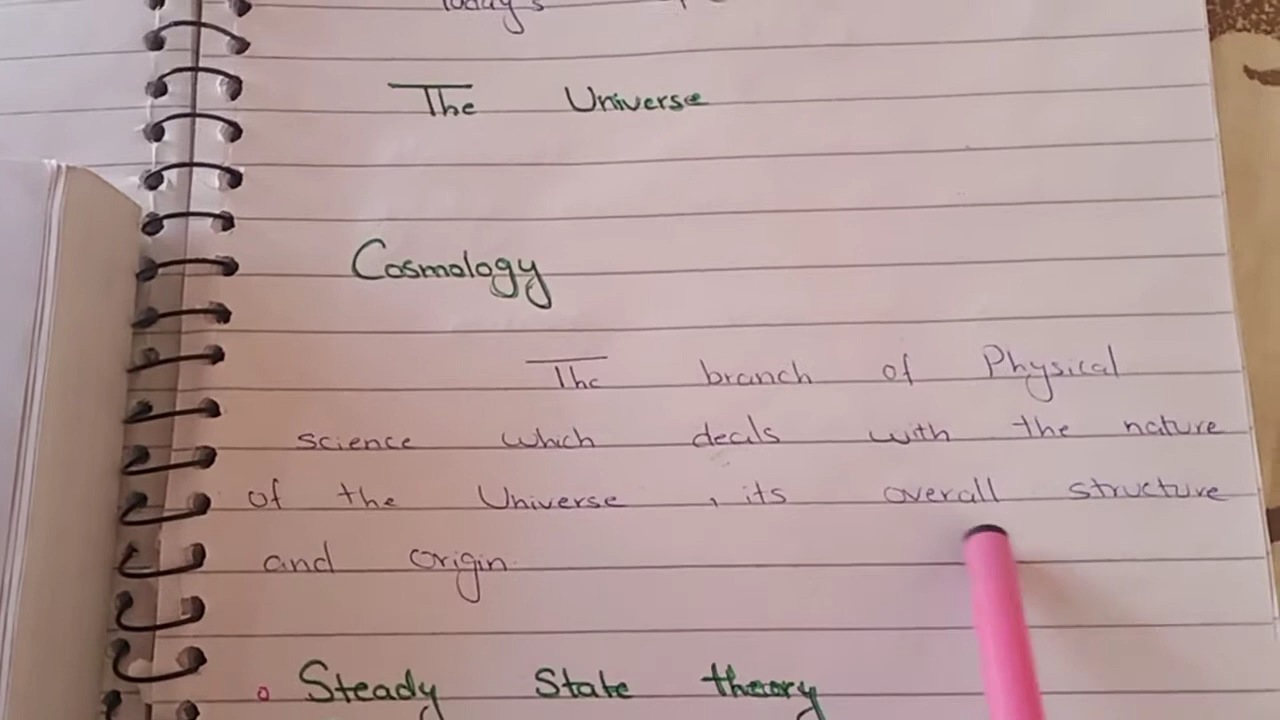 Today's
The Universe
Cosmology
The branch of Physical
science which deals with the nature
of the Universe , its overall structure
and origin.
Steady State theory